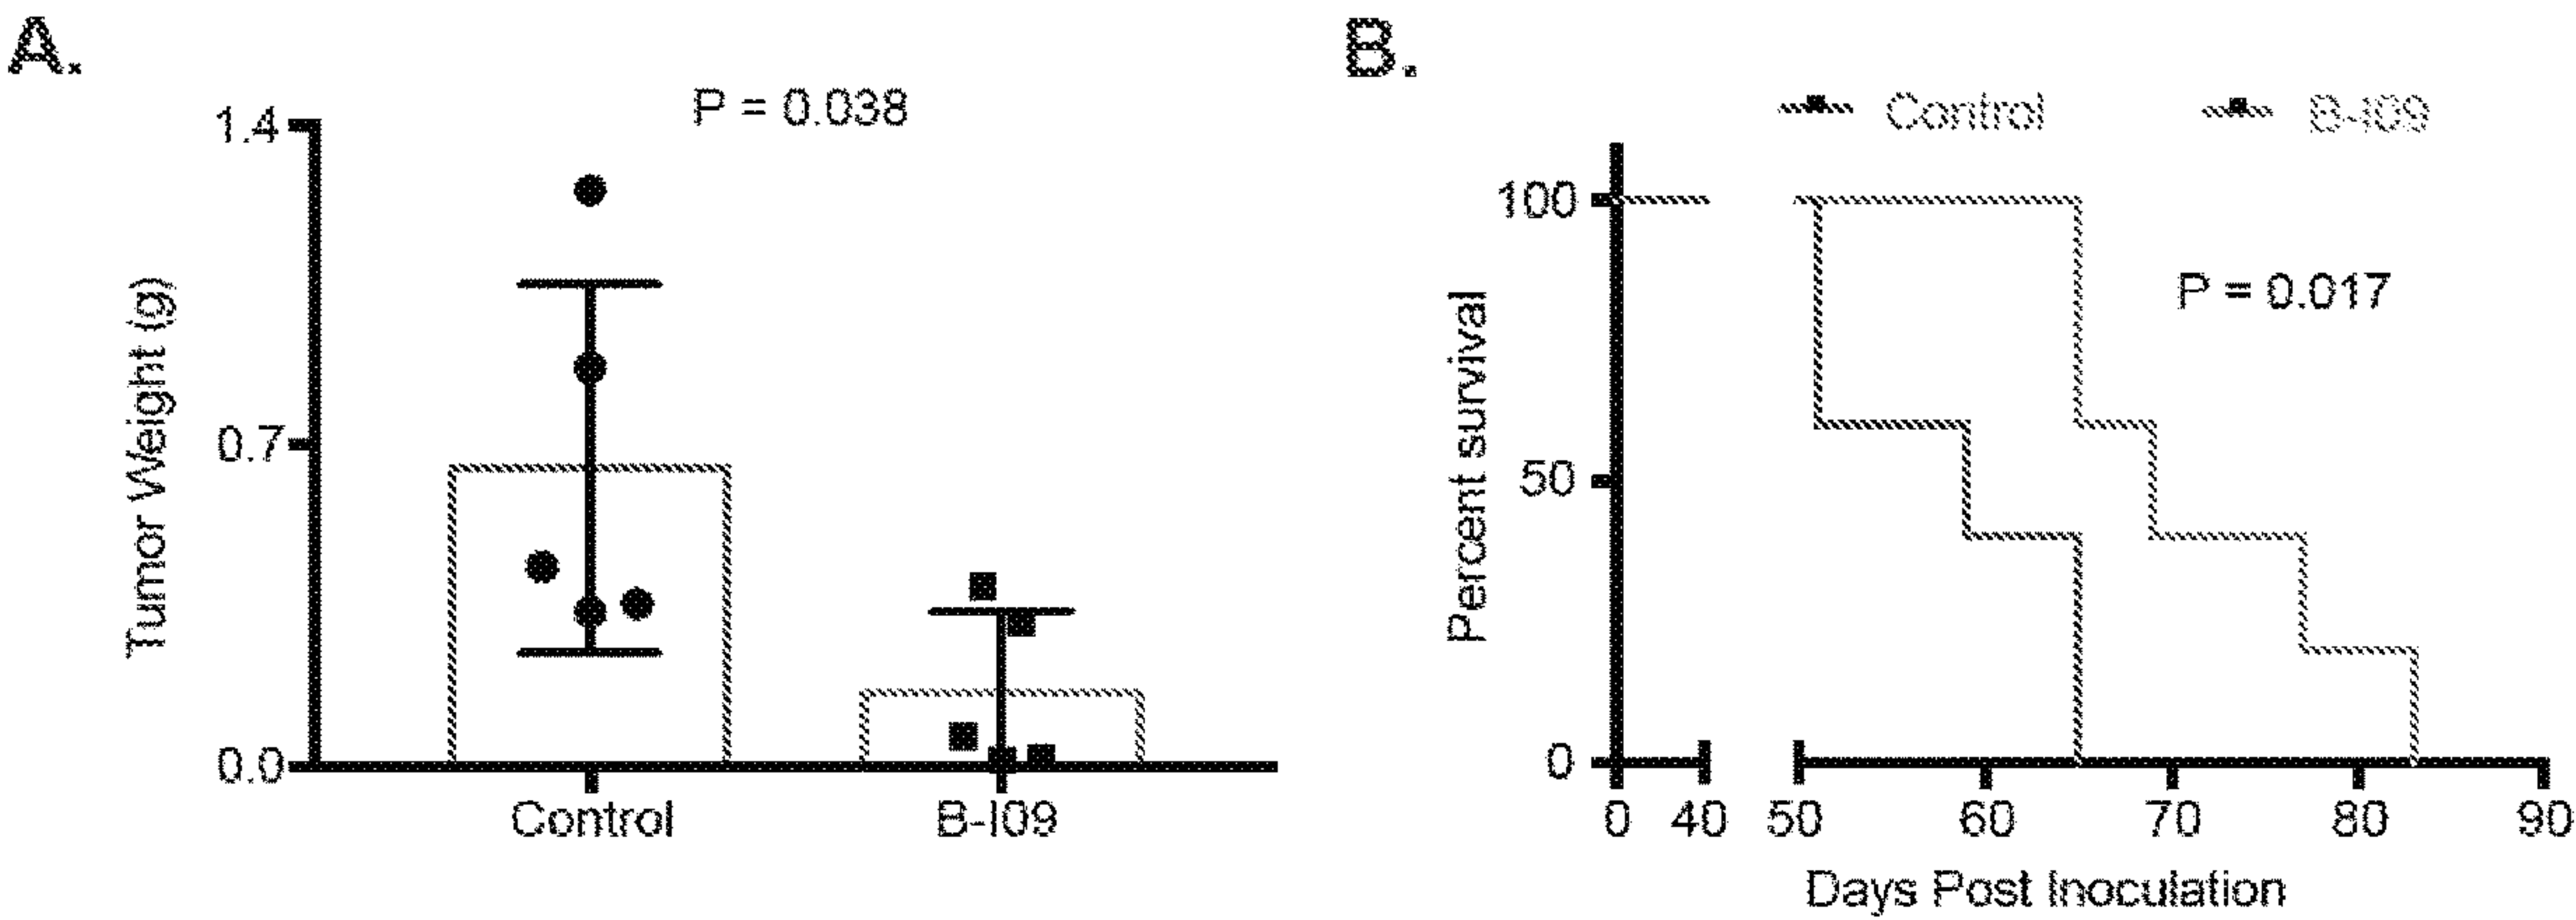 A.
P = 0.038
1.4
0.7
0.0
Tumor Weight (g)
Control
B-I09
B.
Control
B-I09
100
50
0
Percent survival
P = 0.017
0 40 50 60 70 80 90
Days Post Inoculation